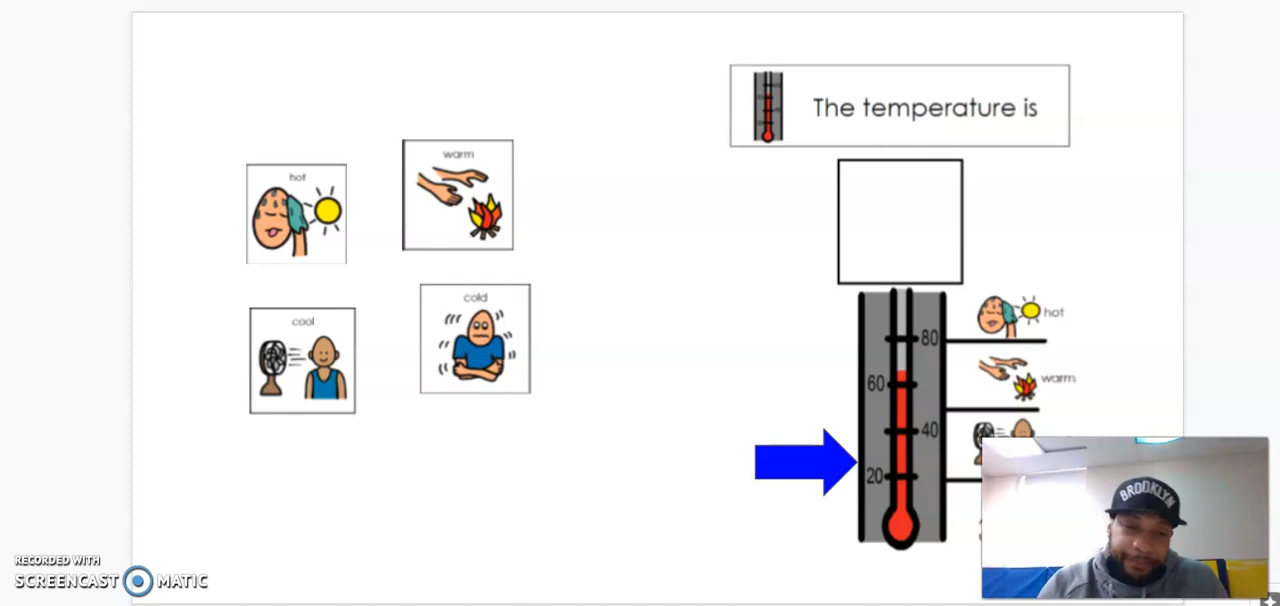 The temperature is
warm
hot
cool
cold
80
60
40
20
hot
warm
BROOKLYN
RECORDED WITH
SCREENCAST MATIC